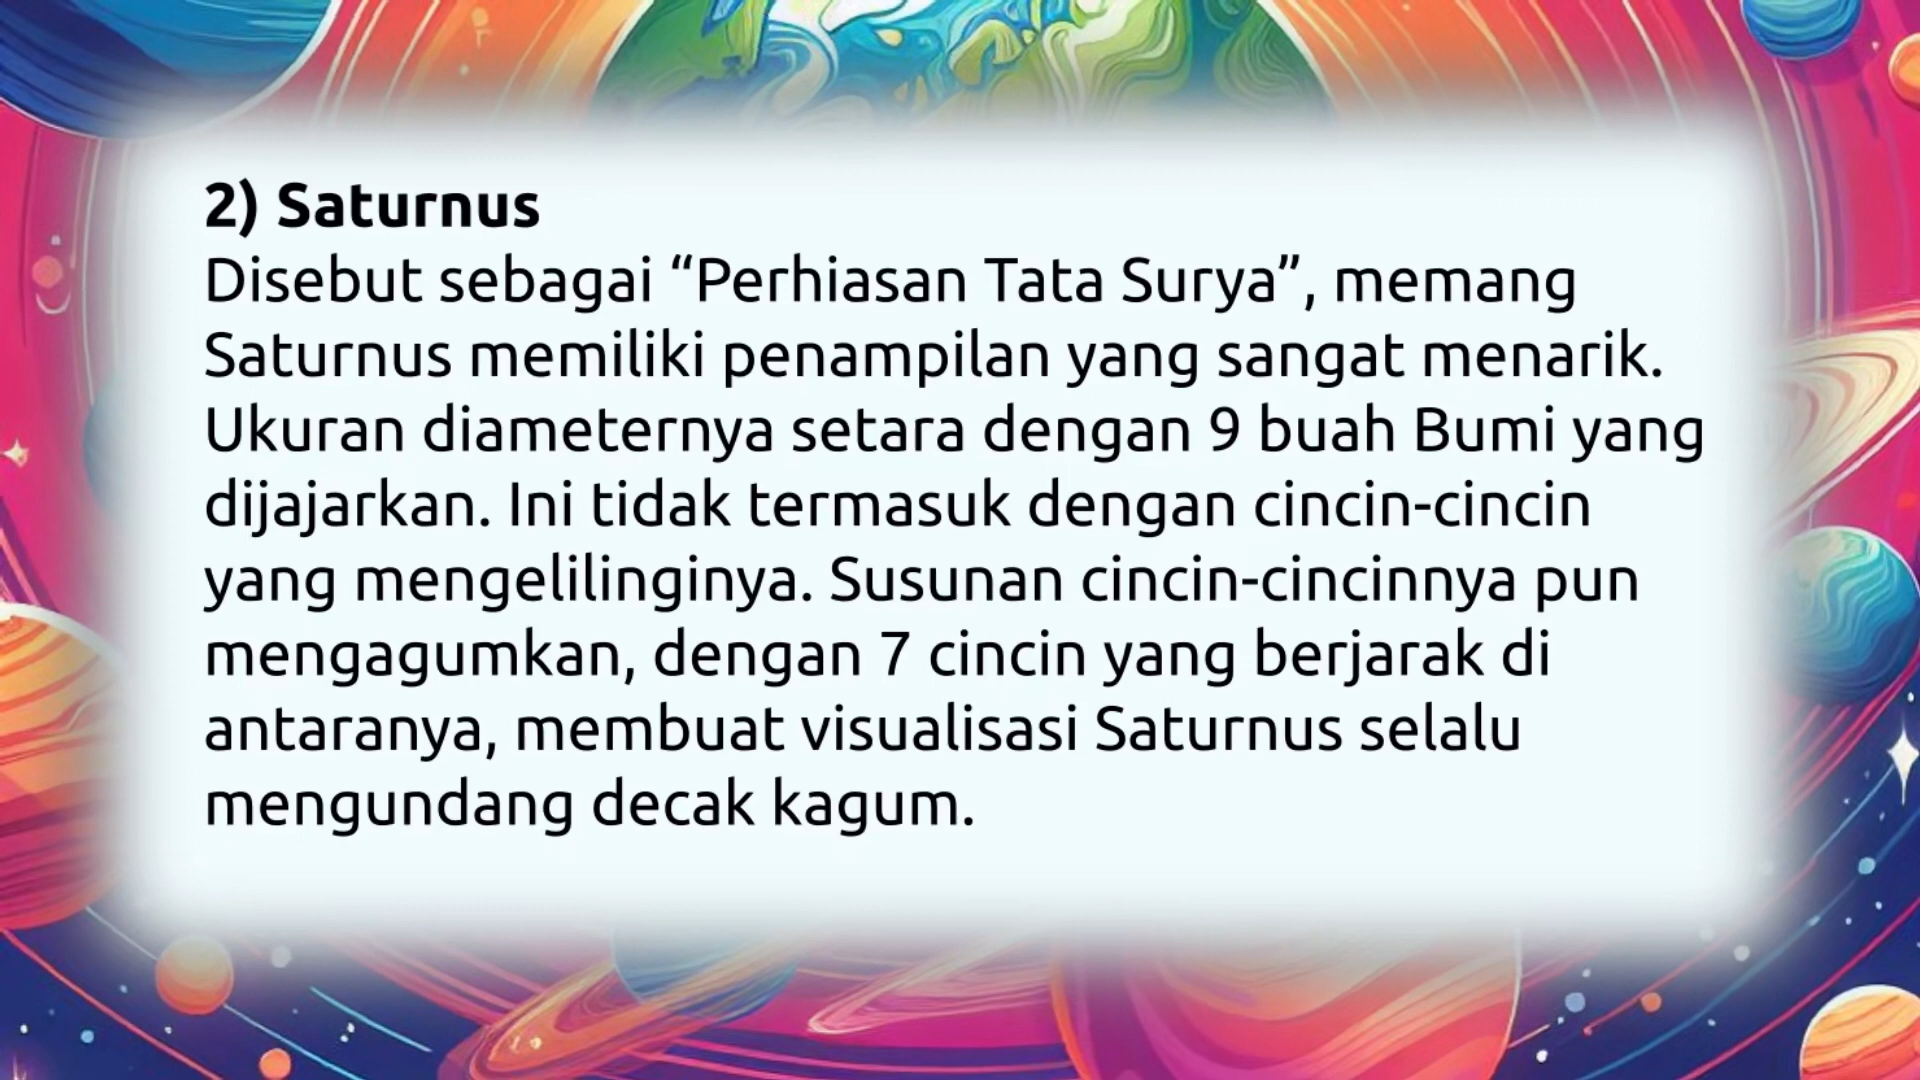 2) Saturnus
Disebut sebagai “Perhiasan Tata Surya”, memang
Saturnus memiliki penampilan yang sangat menarik.
Ukuran diameternya setara dengan 9 buah Bumi yang
dijajarkan. Ini tidak termasuk dengan cincin-cincin
yang mengelilinginya. Susunan cincin-cincinnya pun
mengagumkan, dengan 7 cincin yang berjarak di
antaranya, membuat visualisasi Saturnus selalu
mengundang decak kagum.